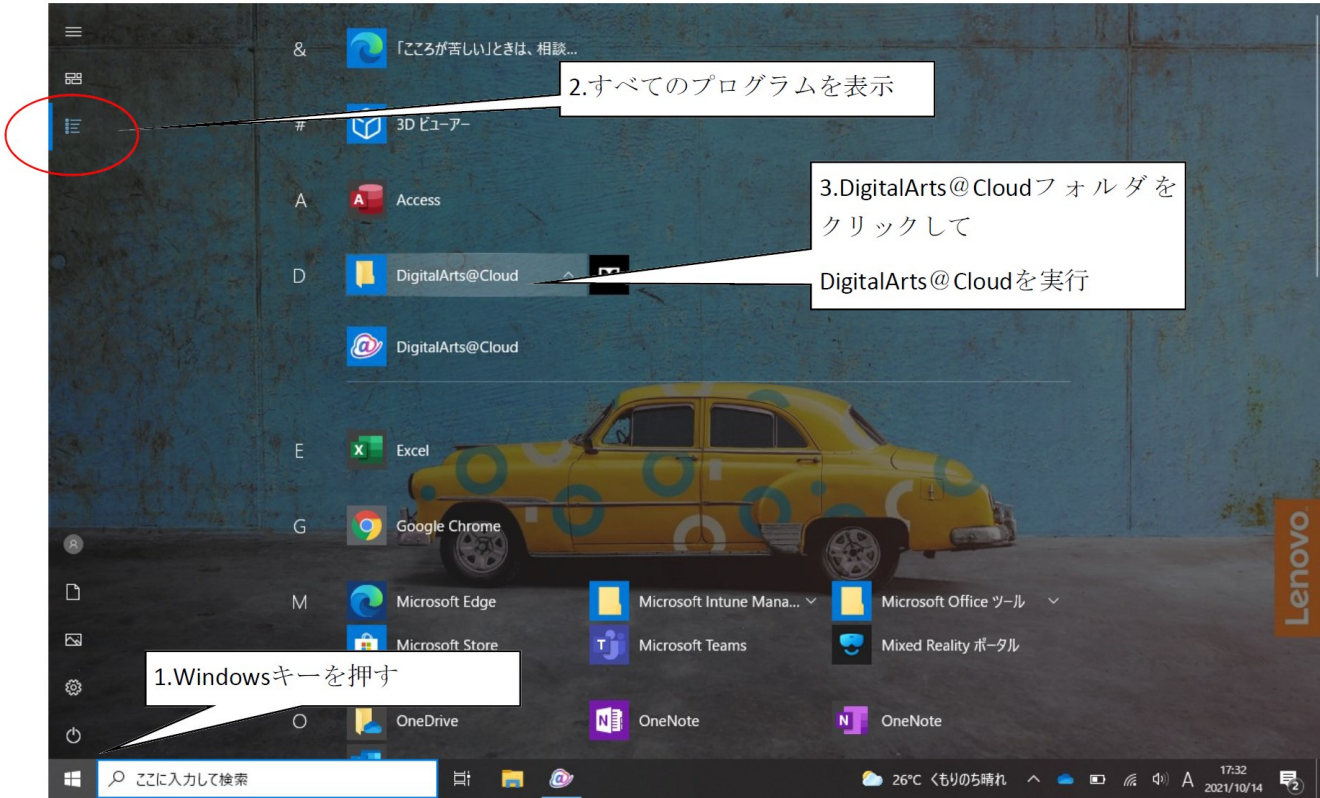 &
「こころが苦しい」ときは、相談...
2.すべてのプログラムを表示
#
3D ビューアー
3.DigitalArts@Cloudフォルダを
クリックして
DigitalArts@Cloudを実行
A
Access
D
DigitalArts@Cloud
DigitalArts@Cloud
E
Excel
G
Google Chrome
Lenovo
M
Microsoft Edge
Microsoft Intune Mana...
Microsoft Office ツール
Microsoft Store
Microsoft Teams
Mixed Reality ポータル
1.Windowsキーを押す
O
OneDrive
OneNote
OneNote
ここに入力して検索
26°C くもりのち晴れ
A
17:32
2021/10/14
2